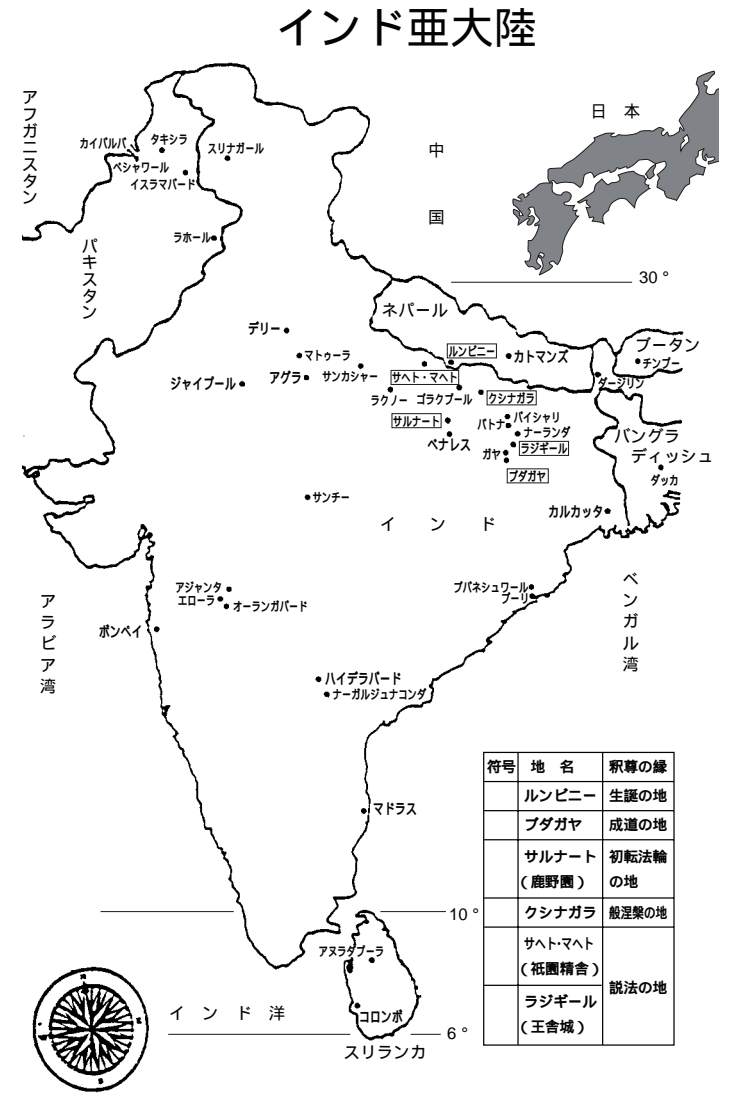 インド亜大陸
アフガニスタン
日 本
中国
カイバルパ
タキシラ
スリナガール
ペシャワール
イスラマバード
ラホール
パキスタン
30°
ネパール
デリー
ルンビニー
カトマンズ
ブータン
チンプー
マトゥーラ
アグラ
サンカシャー
サヘト・マヘト
ダージリン
ジャイプール
ラクノー
ゴラクプール
クシナガラ
サルナート
パトナ
バイシャリ
ベナレス
ナーランダ
ラジギール
ガヤ
バングラ
ディッシュ
ダッカ
ブダガヤ
サンチー
インド
カルカッタ
アジャンタ
エローラ
オーランガバード
ブバネシュワール
プーリ
アラビア湾
ベンガル湾
ボンベイ
ハイデラバード
ナーガルジュナコンダ
マドラス
符号 地 名 釈尊の縁
ルンビニー 生誕の地
ブダガヤ 成道の地
サルナート 初転法輪
(鹿野園) の地
クシナガラ 般涅槃の地
サヘト・マヘト
(祇園精舎)
説法の地
ラジギール
(王舎城)
10°
アヌラダプーラ
インド洋
コロンボ
6°
スリランカ